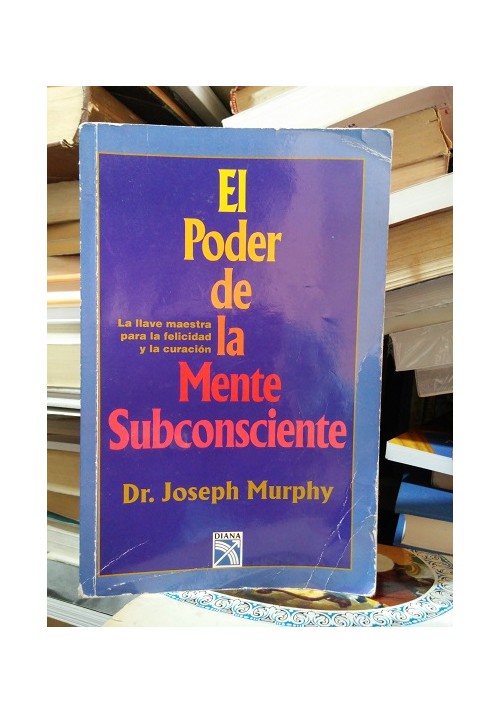 El
Poder
de
La llave maestra
para la felicidad
y la curación
la
Mente
Subconsciente
Dr. Joseph Murphy
DIANA